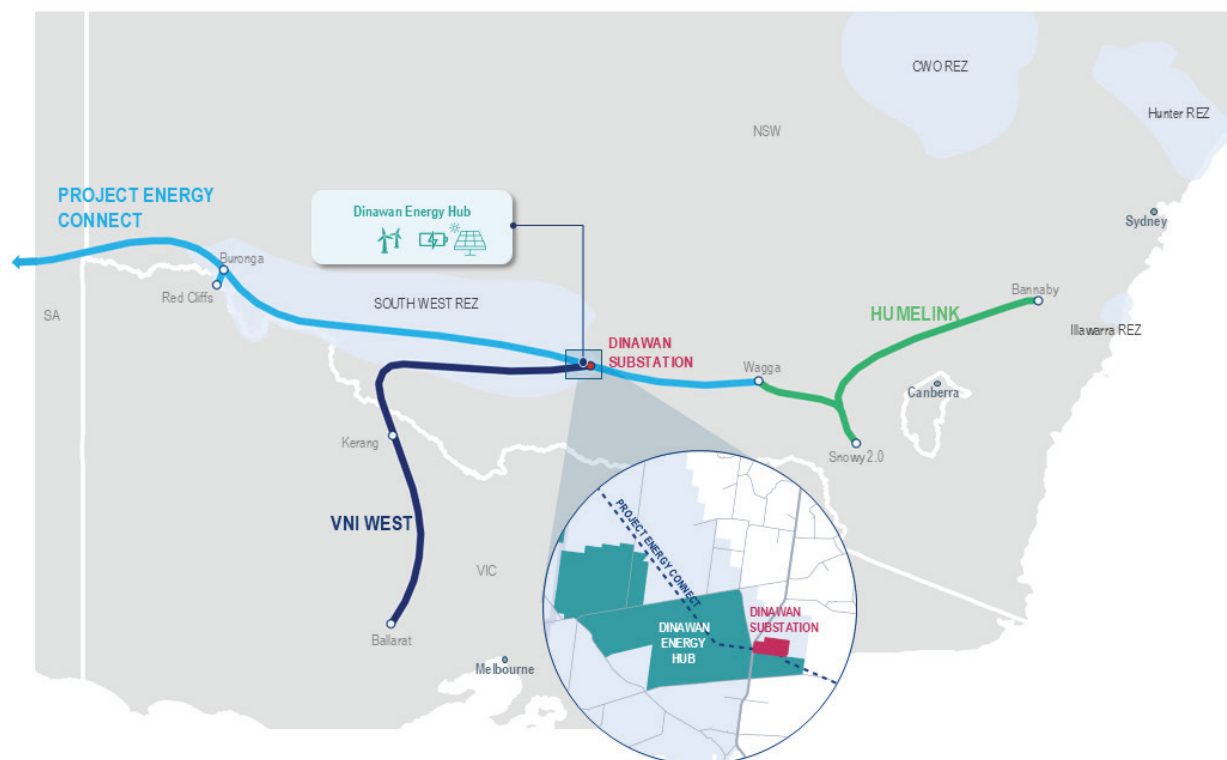 CWO REZ
Hunter REZ
NSW
PROJECT ENERGY
CONNECT
Dinawan Energy Hub
Sydney
Buronga
Red Cliffs
SOUTH WEST REZ
SA
Bannaby
HUMELINK
Illawarra REZ
DINAWAN
SUBSTATION
Wagga
Canberra
Kerang
Snowy 2.0
VNI WEST
VIC
Ballarat
Melbourne
PROJECT ENERGY CONNECT
DINAWAN
SUBSTATION
DINAWAN
ENERGY
HUB